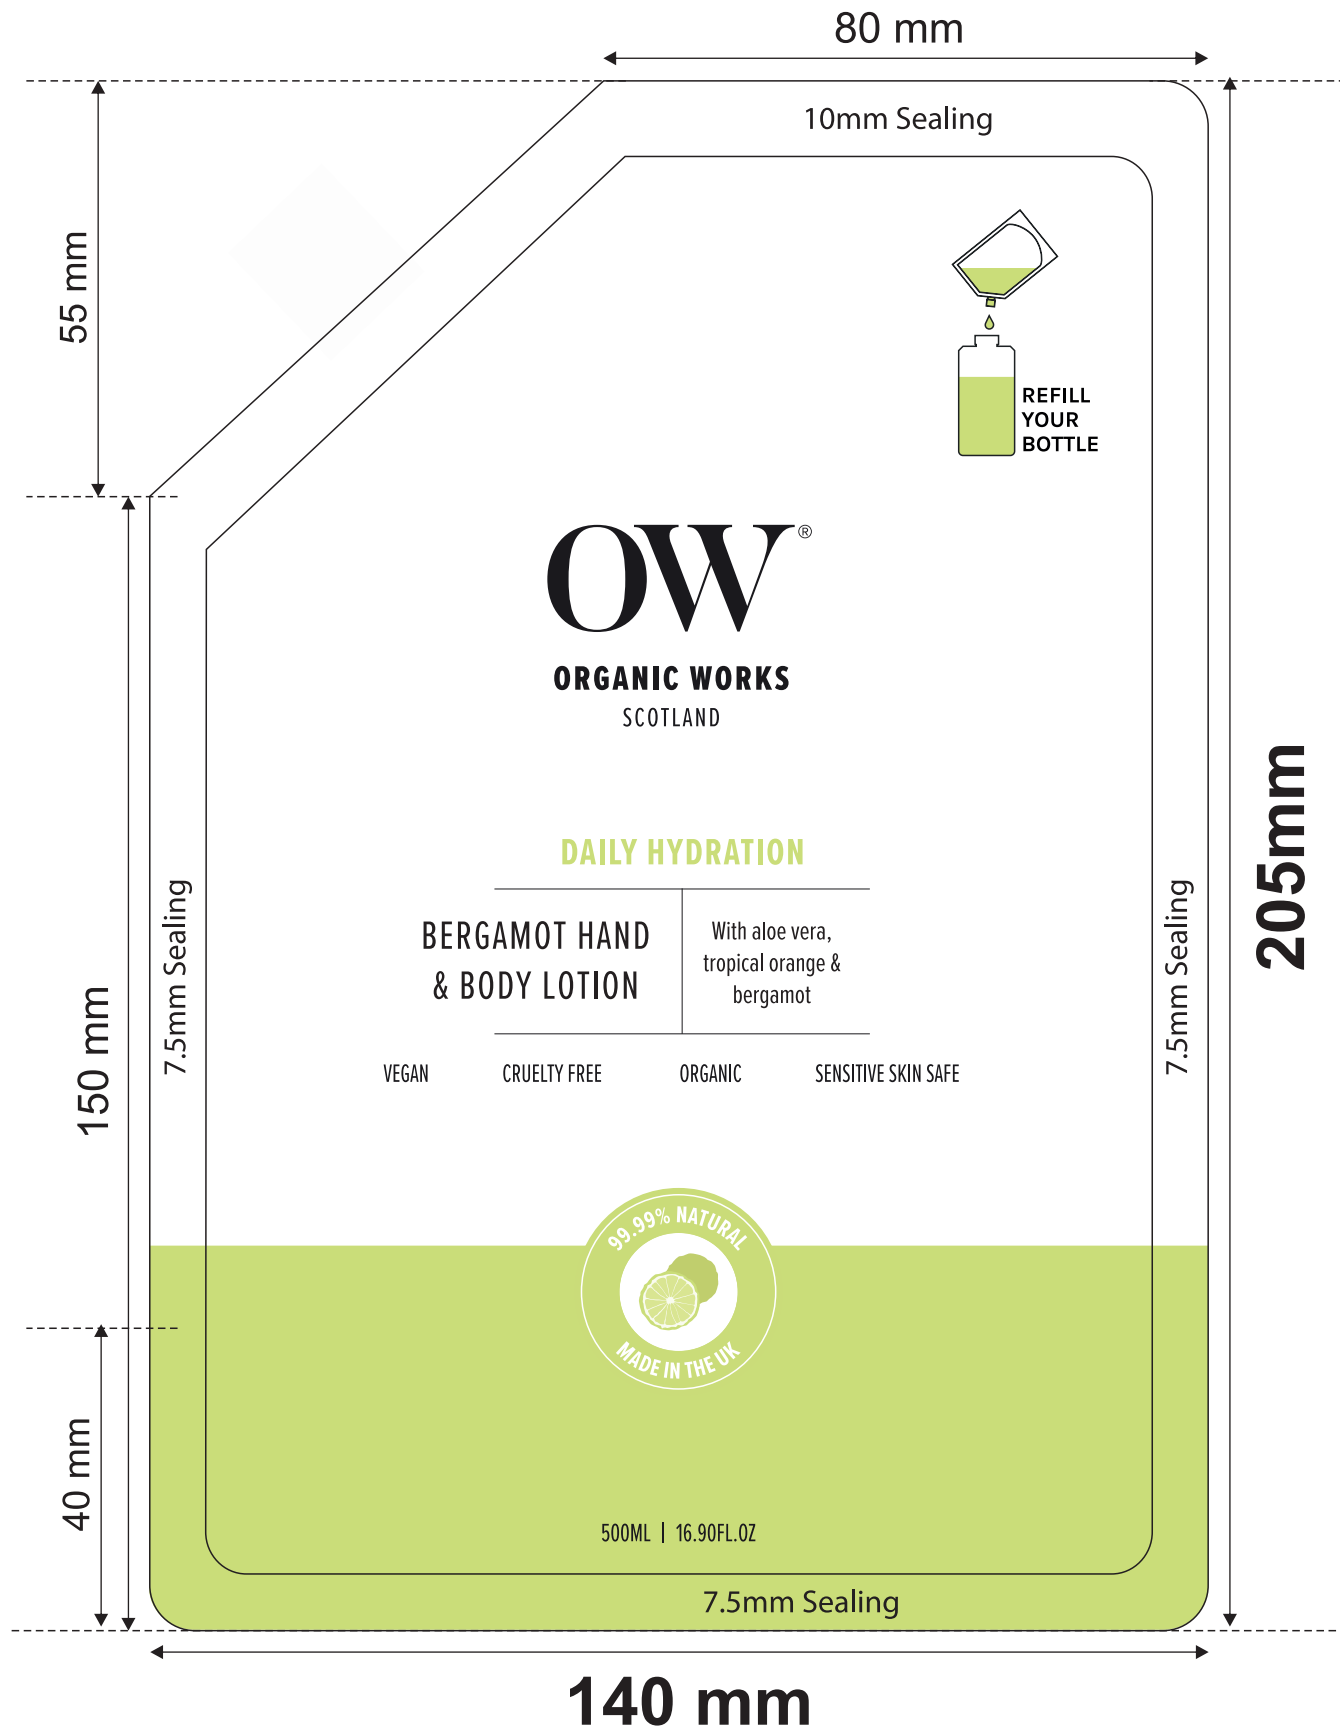 80 mm
10mm Sealing
55 mm
REFILL
YOUR
BOTTLE
OW®
ORGANIC WORKS
SCOTLAND
205mm
DAILY HYDRATION
7.5mm Sealing
7.5mm Sealing
BERGAMOT HAND
& BODY LOTION
With aloe vera,
tropical orange &
bergamot
150 mm
VEGAN CRUELTY FREE ORGANIC SENSITIVE SKIN SAFE
99.99% NATURAL
MADE IN THE UK
40 mm
500ML | 16.90FL.OZ
7.5mm Sealing
140 mm